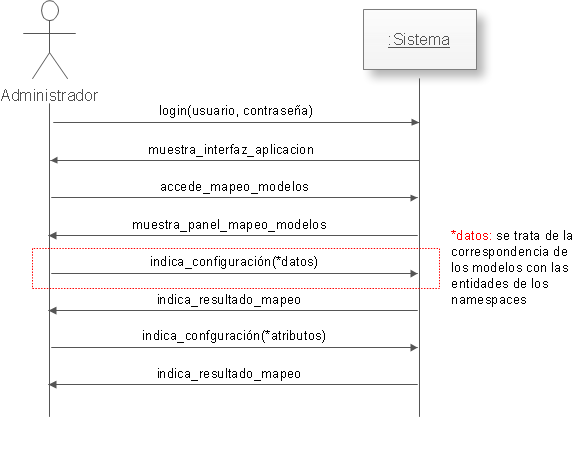 :Sistema
Administrador
login(usuario, contraseña)
muestra_interfaz_aplicacion
accede_mapeo_modelos
muestra_panel_mapeo_modelos
*datos: se trata de la
correspondencia de
los modelos con las
entidades de los
namespaces
indica_configuración(*datos)
indica_resultado_mapeo
indica_confguración(*atributos)
indica_resultado_mapeo